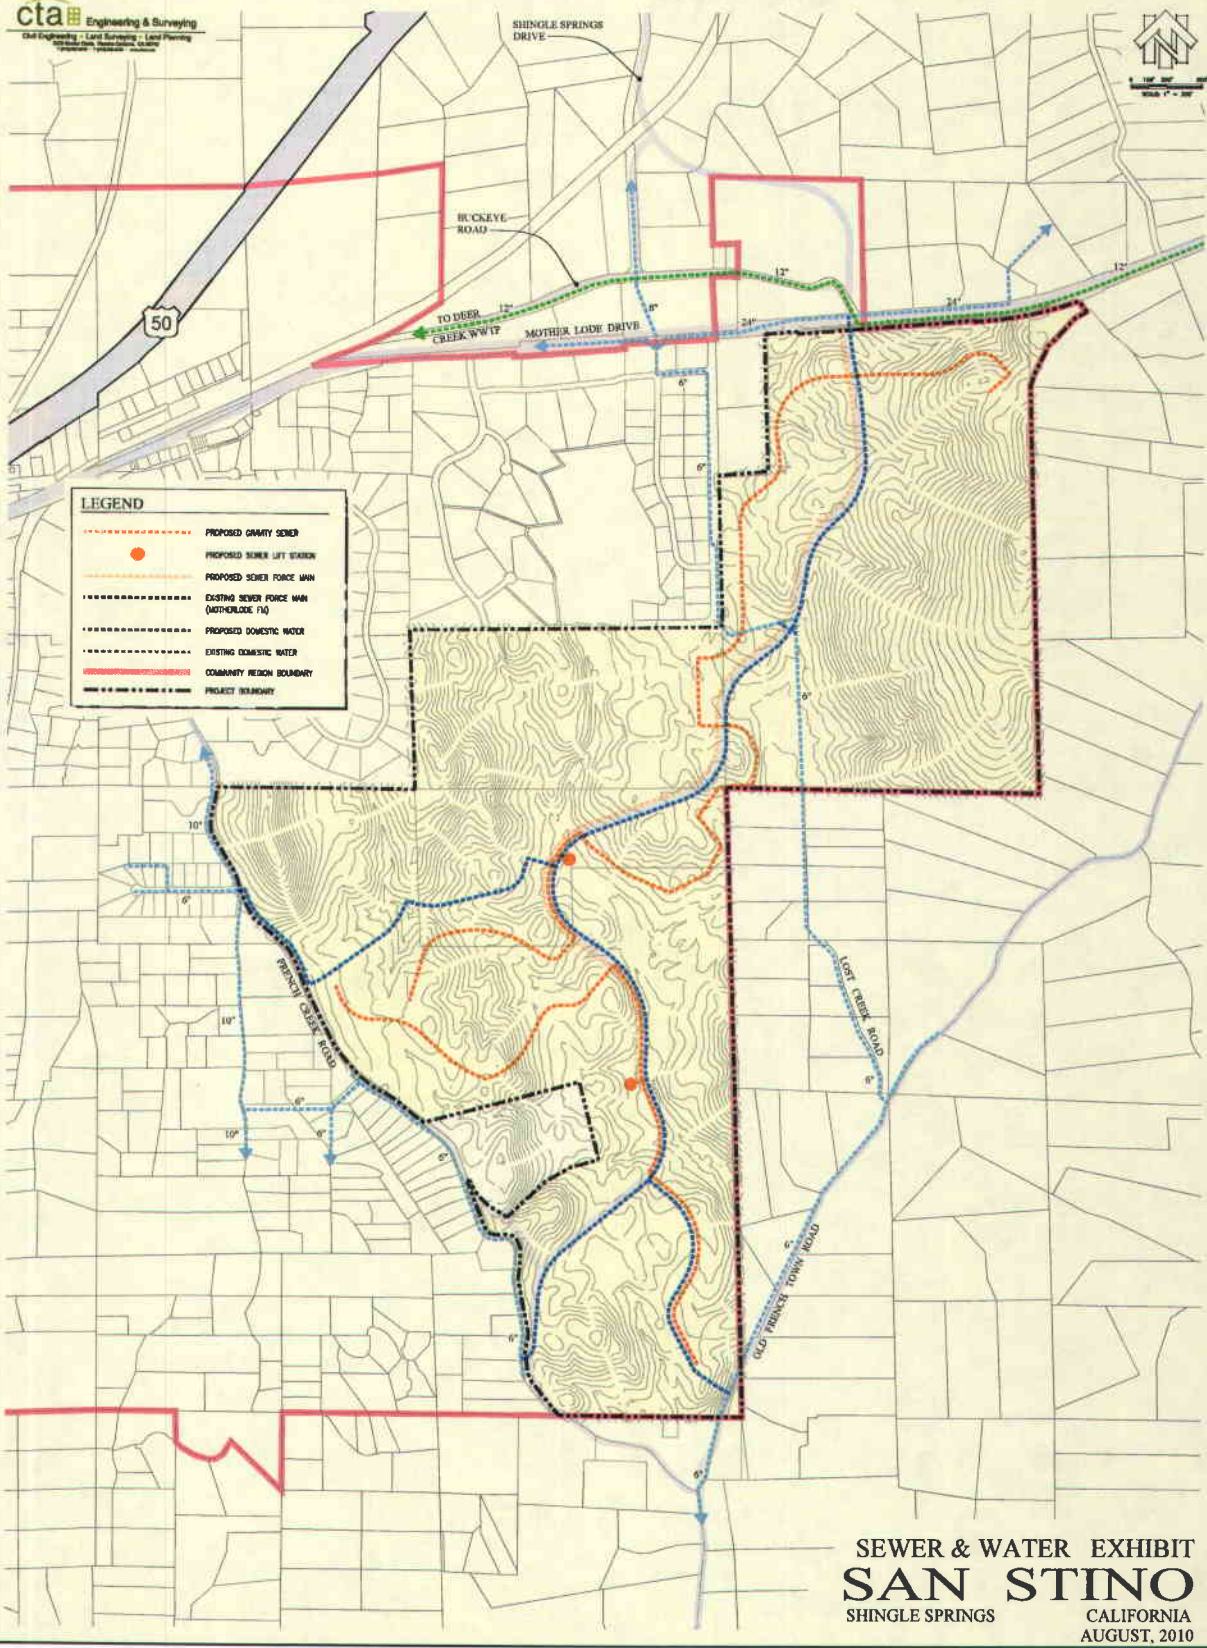 cta Engineering & Surveying
Civil Engineering • Land Surveying • Land Planning
SHINGLE SPRINGS
DRIVE
BUCKEYE
ROAD
50
12"
12"
12"
TO DEER
CREEK WWTP
8"
24"
24"
MOTHER LODE DRIVE
6"
6"
LEGEND
PROPOSED GRAVITY SEWER
PROPOSED SEWER LIFT STATION
PROPOSED SEWER FORCE MAIN
EXISTING SEWER FORCE MAIN
(MOTHERLODE FM)
PROPOSED DOMESTIC WATER
EXISTING DOMESTIC WATER
COMMUNITY REGION BOUNDARY
PROJECT BOUNDARY
6"
10"
6"
FRENCH CREEK ROAD
LOST CREEK ROAD
10"
6"
6"
10"
6"
6"
6"
OLD FRENCH TOWN ROAD
6"
6"
SEWER & WATER EXHIBIT
SAN STINO
SHINGLE SPRINGS CALIFORNIA
AUGUST, 2010